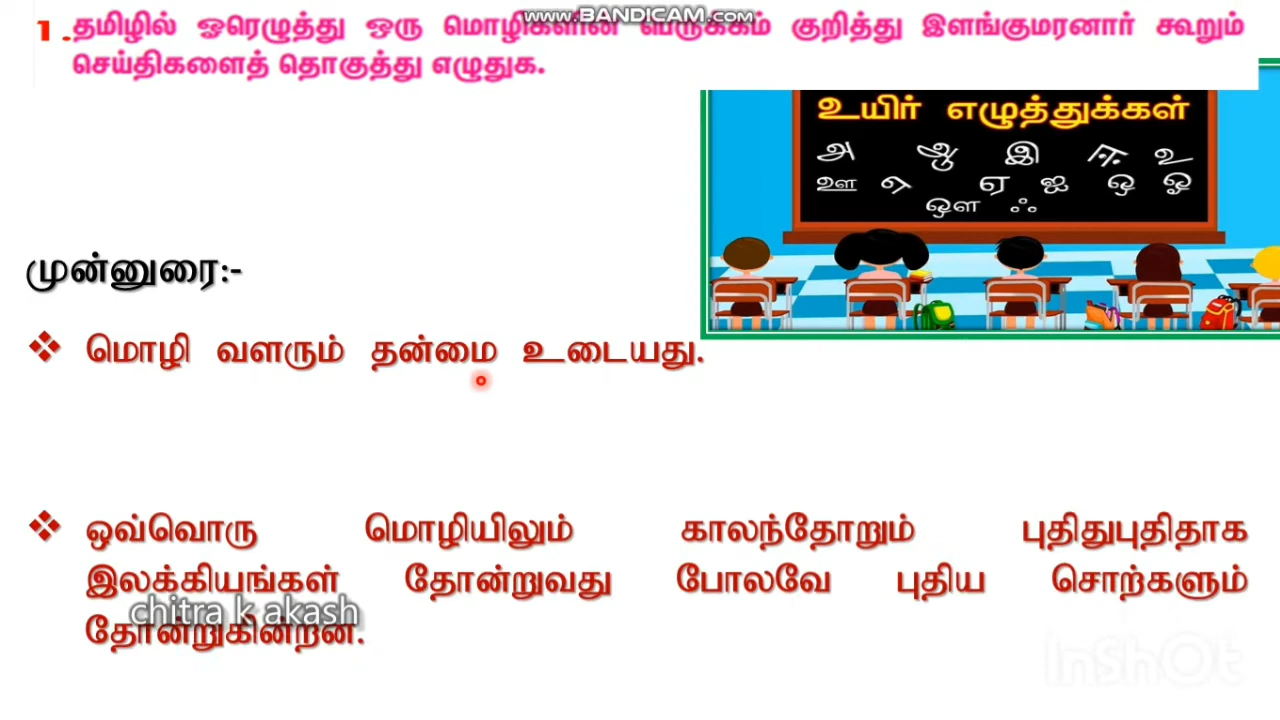 www.BANDICAM.com
1.தமிழில் ஓரெழுத்து ஒரு மொழிகளின் வருக்கம் குறித்து இளங்குமரனார் கூறும்
செய்திகளைத் தொகுத்து எழுதுக.
உயிர் எழுத்துக்கள்
அ ஆ இ ஈ உ
ஊ எ ஏ ஐ ஒ ஓ
ஔ ஃ
முன்னுரை:-
❖ மொழி வளரும் தன்மை உடையது.
❖ ஒவ்வொரு மொழியிலும் காலந்தோறும் புதிதுபுதிதாக
இலக்கியங்கள் தோன்றுவது போலவே புதிய சொற்களும்
chitra k akash
தோன்றுகின்றன.
InShOt